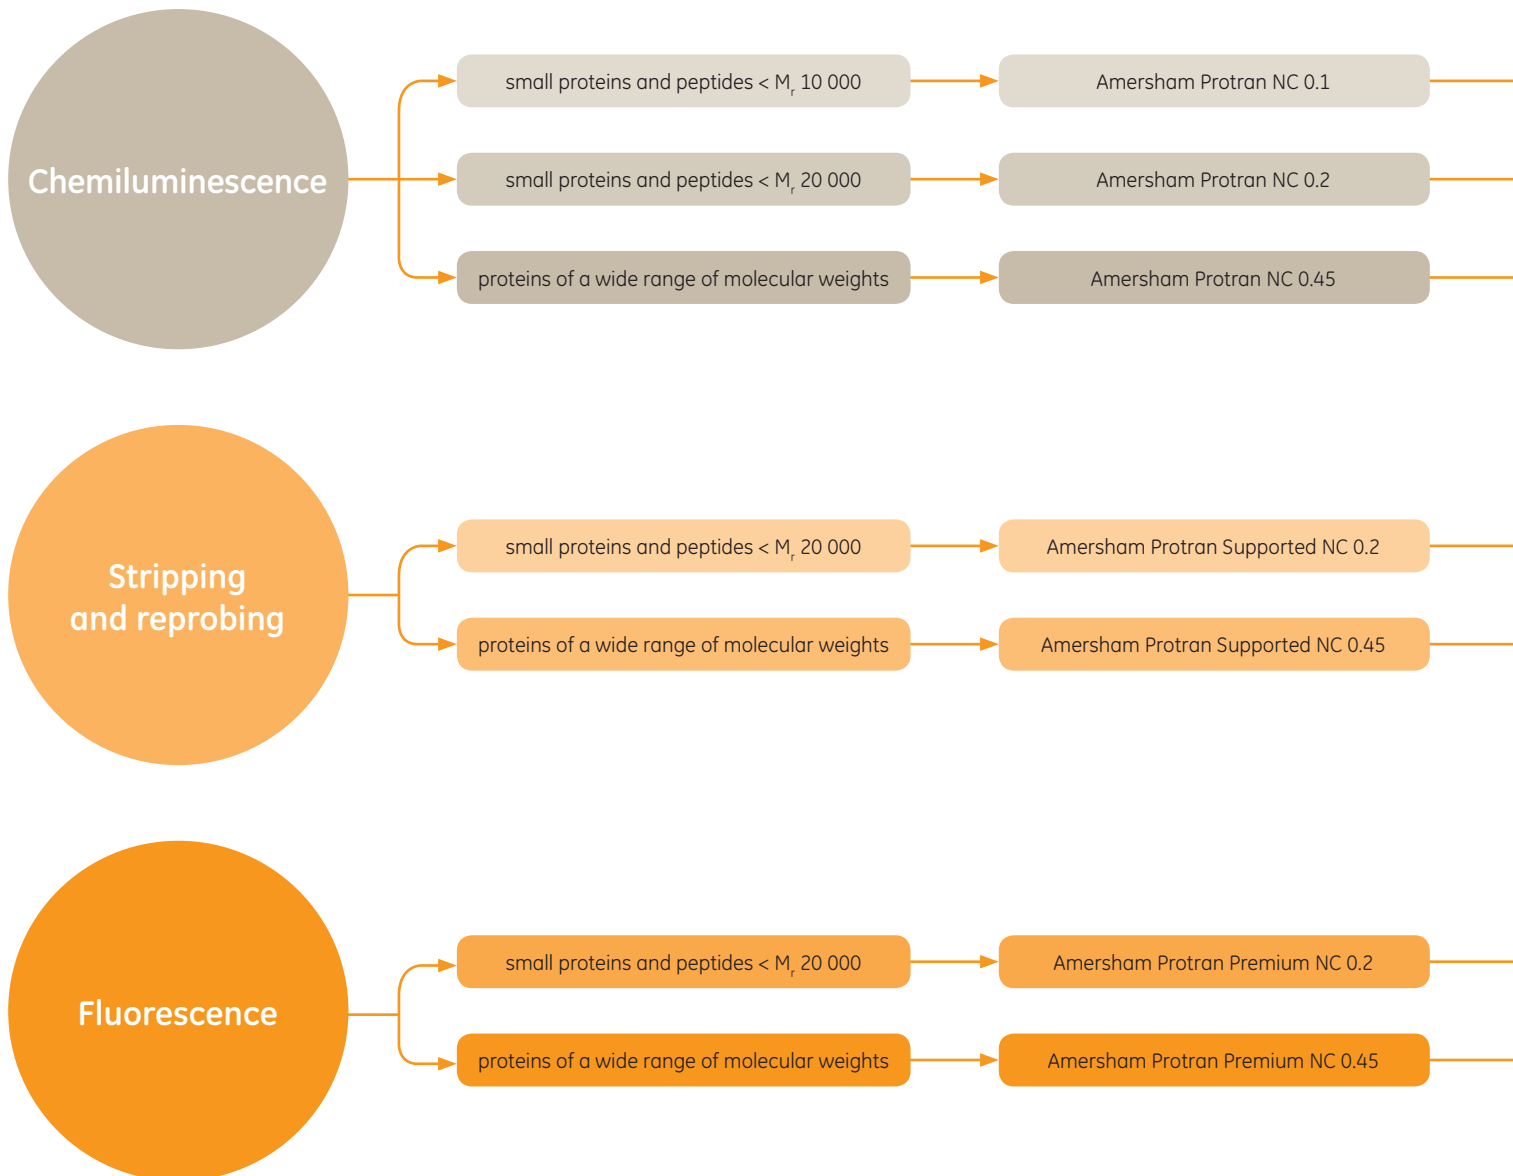 Chemiluminescence
small proteins and peptides < Mr 10 000
Amersham Protran NC 0.1
small proteins and peptides < Mr 20 000
Amersham Protran NC 0.2
proteins of a wide range of molecular weights
Amersham Protran NC 0.45
Stripping
and reprobing
small proteins and peptides < Mr 20 000
Amersham Protran Supported NC 0.2
proteins of a wide range of molecular weights
Amersham Protran Supported NC 0.45
Fluorescence
small proteins and peptides < Mr 20 000
Amersham Protran Premium NC 0.2
proteins of a wide range of molecular weights
Amersham Protran Premium NC 0.45